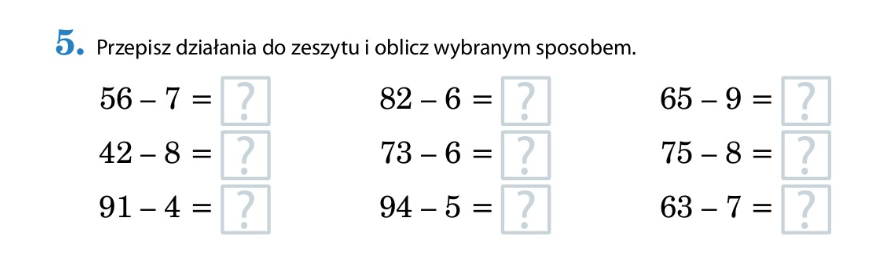 5. Przepisz działania do zeszytu i oblicz wybranym sposobem.
56 – 7 = ? 82 – 6 = ? 65 – 9 = ?
42 – 8 = ? 73 – 6 = ? 75 – 8 = ?
91 – 4 = ? 94 – 5 = ? 63 – 7 = ?